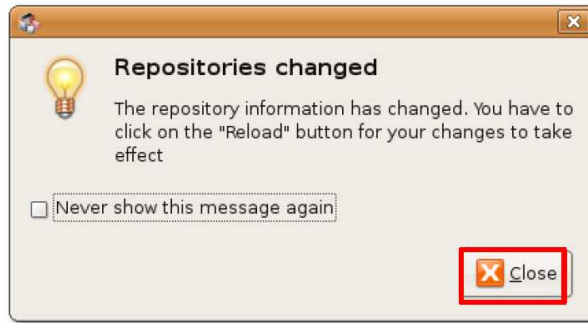 Repositories changed
The repository information has changed. You have to
click on the "Reload" button for your changes to take
effect
Never show this message again
Close